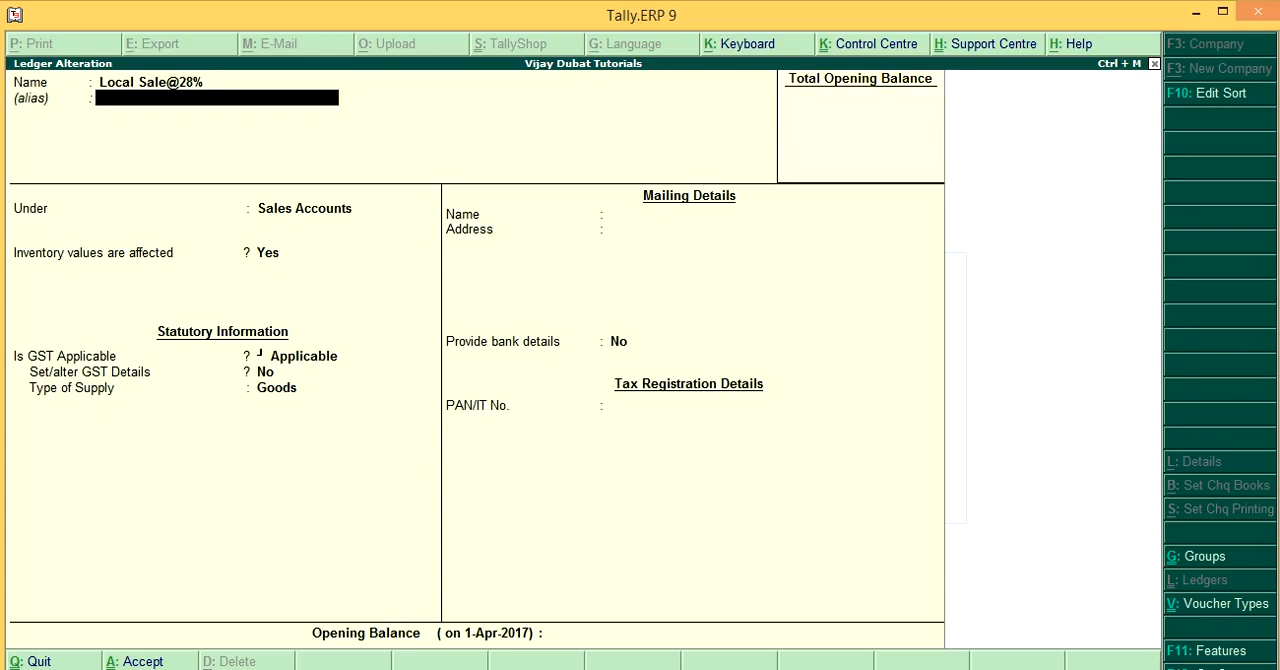 Tally.ERP 9
P: Print E: Export M: E-Mail O: Upload S: TallyShop G: Language K: Keyboard K: Control Centre H: Support Centre H: Help
Ledger Alteration Vijay Dubat Tutorials Ctrl + M
Name : Local Sale@28%
(alias) :
Total Opening Balance
Under : Sales Accounts
Inventory values are affected ? Yes
Statutory Information
Is GST Applicable ? ┘ Applicable
Set/alter GST Details ? No
Type of Supply : Goods
Mailing Details
Name :
Address :
Provide bank details : No
Tax Registration Details
PAN/IT No. :
Opening Balance ( on 1-Apr-2017) :
Q: Quit A: Accept D: Delete
F3: Company
F3: New Company
F10: Edit Sort
L: Details
B: Set Chq Books
S: Set Chq Printing
G: Groups
L: Ledgers
V: Voucher Types
F11: Features